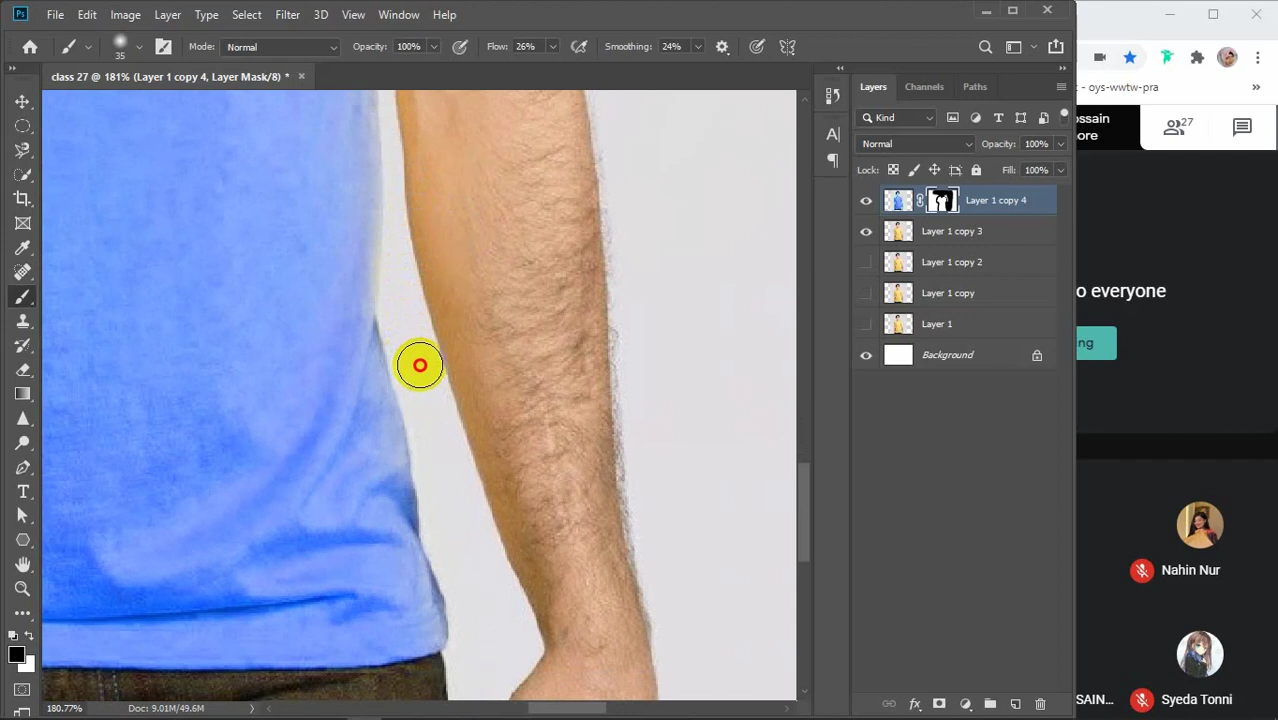 Ps File Edit Image Layer Type Select Filter 3D View Window Help
35 Mode: Normal Opacity: 100% Flow: 26% Smoothing: 24%
oys-wwtw-pra
class 27 @ 181% (Layer 1 copy 4, Layer Mask/8) * ×
Layers Channels Paths
ossain
ore
27
Kind
Normal Opacity: 100%
Lock: Fill: 100%
Layer 1 copy 4
Layer 1 copy 3
Layer 1 copy 2
Layer 1 copy
Layer 1
Background
o everyone
ng
Nahin Nur
SAIN...
Syeda Tonni
180.77% Doc: 9.01M/49.6M
fx